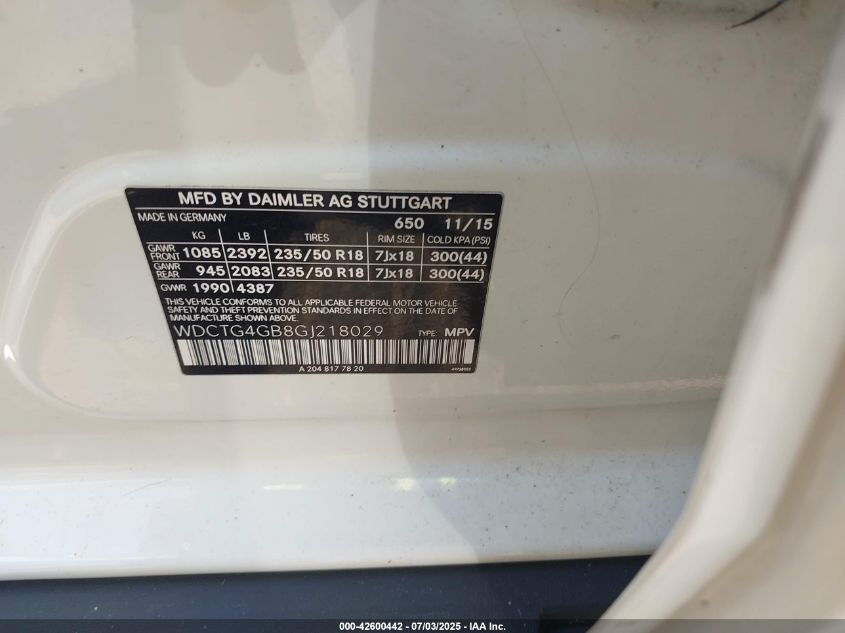 MFD BY DAIMLER AG STUTTGART
MADE IN GERMANY 650 11/15
KG LB TIRES RIM SIZE COLD KPA (PSI)
GAWR FRONT 1085 2392 235/50 R18 7Jx18 300(44)
GAWR REAR 945 2083 235/50 R18 7Jx18 300(44)
GVWR 1990 4387
THIS VEHICLE CONFORMS TO ALL APPLICABLE FEDERAL MOTOR VEHICLE
SAFETY AND THEFT PREVENTION STANDARDS IN EFFECT ON THE DATE OF
MANUFACTURE SHOWN ABOVE.
WDCTG4GB8GJ218029 TYPE: MPV
A 204 817 78 20
000-42600442 - 07/03/2025 - IAA Inc.